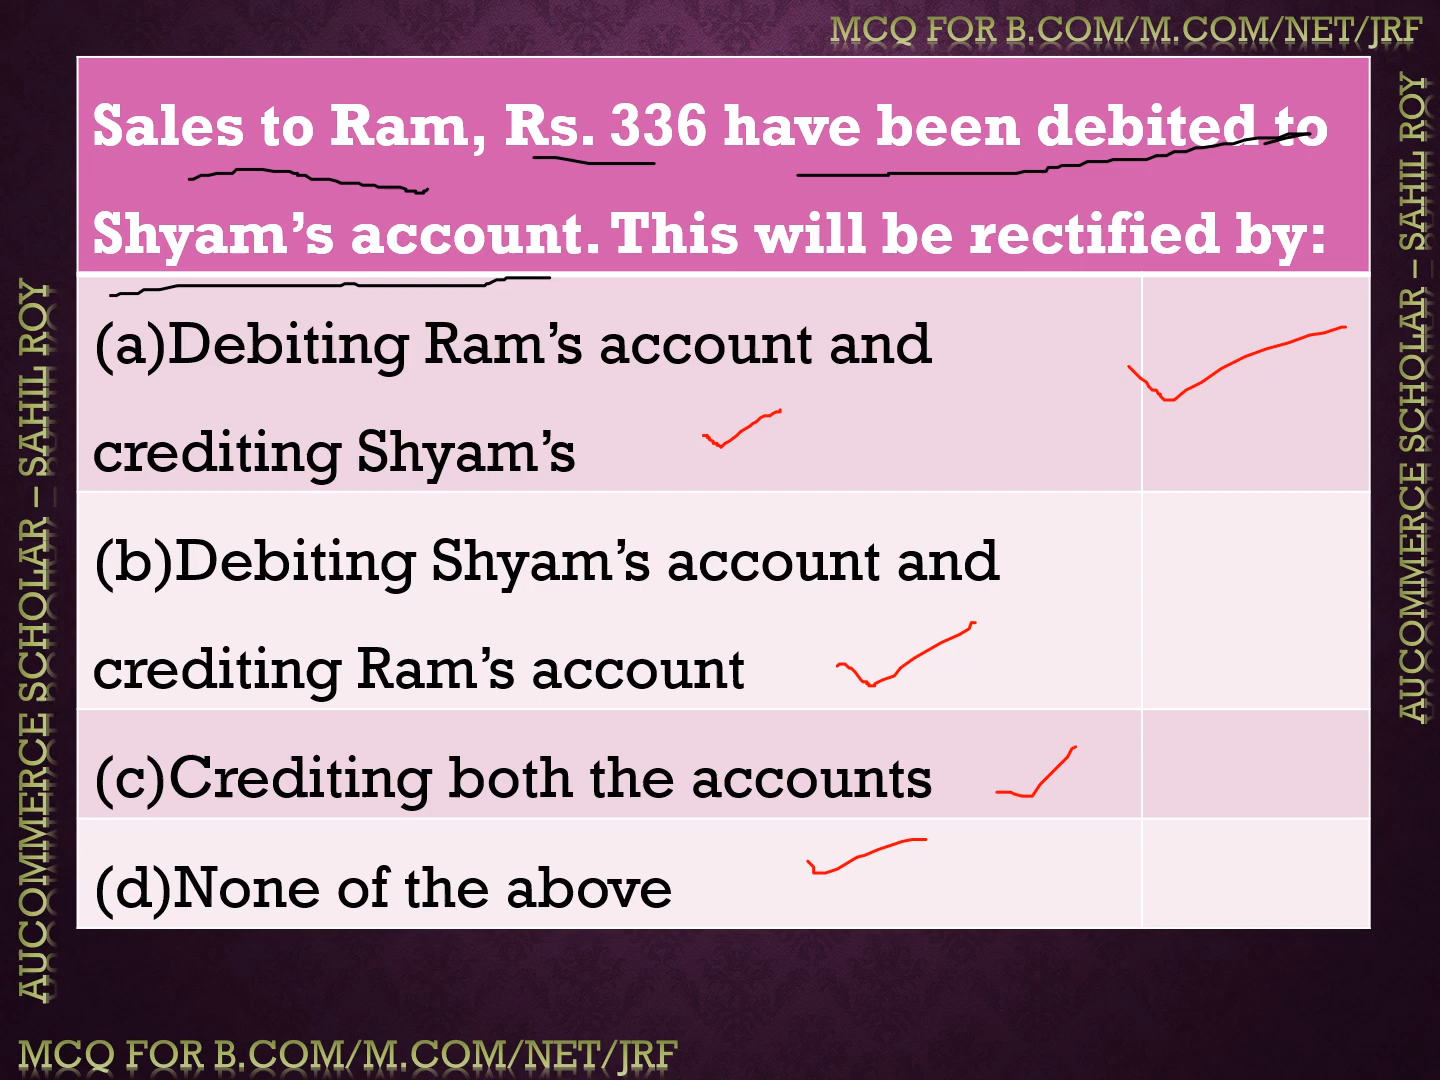 MCQ FOR B.COM/M.COM/NET/JRF
Sales to Ram, Rs. 336 have been debited to
Shyam's account. This will be rectified by:
(a)Debiting Ram's account and
crediting Shyam's
(b)Debiting Shyam's account and
crediting Ram's account
(c)Crediting both the accounts
(d)None of the above
AUCOMMERCE SCHOLAR – SAHIL ROY
AUCOMMERCE SCHOLAR – SAHIL ROY
MCQ FOR B.COM/M.COM/NET/JRF